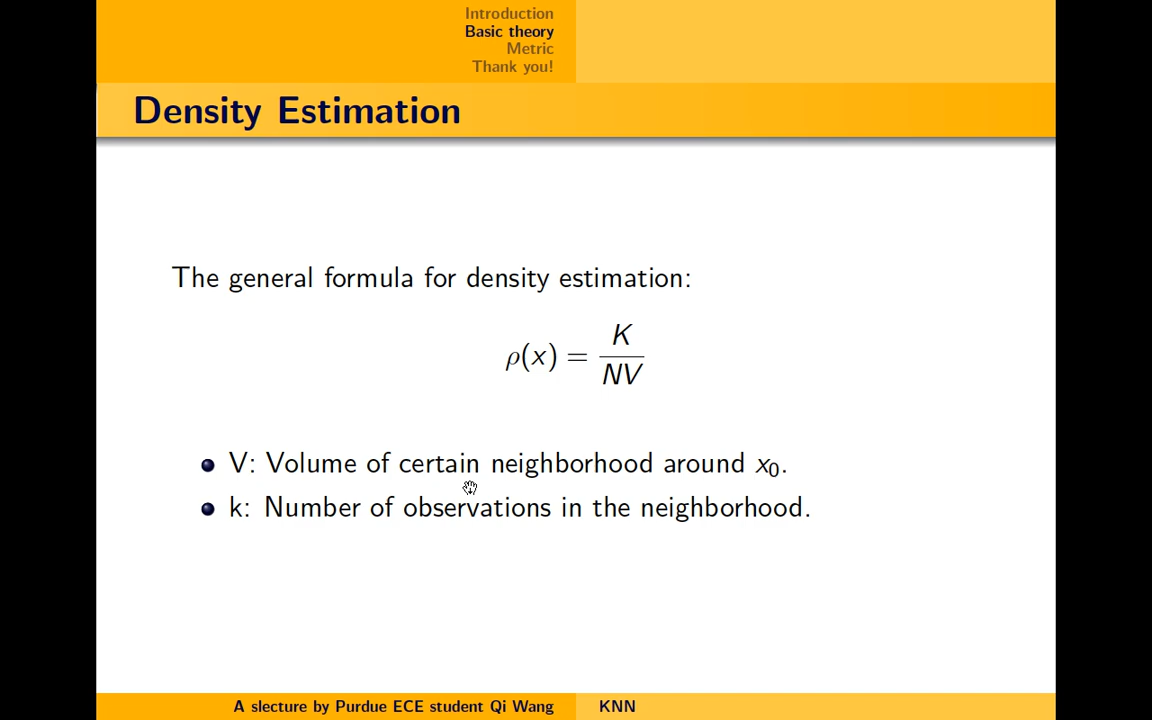 Introduction
Basic theory
Metric
Thank you!
Density Estimation
The general formula for density estimation:
ρ(x) = K / NV
V: Volume of certain neighborhood around x₀.
k: Number of observations in the neighborhood.
A slecture by Purdue ECE student Qi Wang
KNN